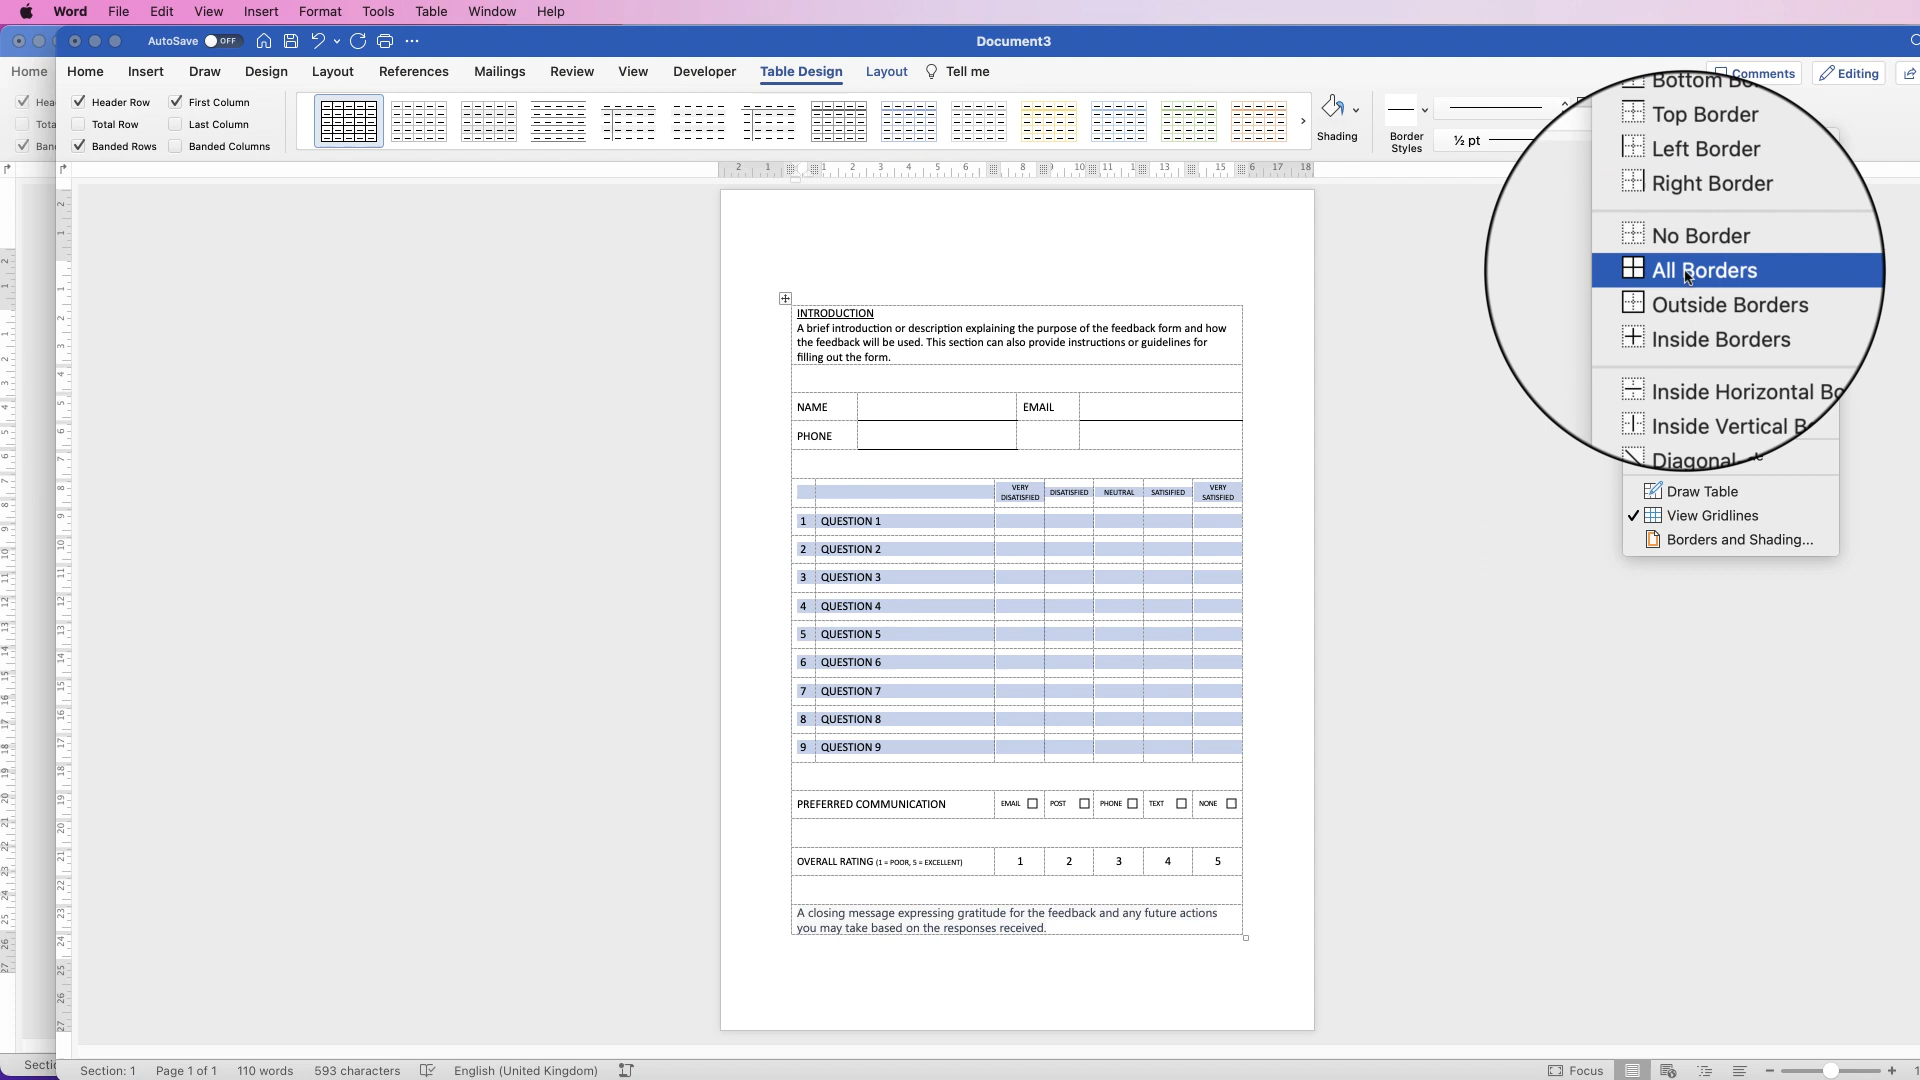 Word File Edit View Insert Format Tools Table Window Help
AutoSave OFF Document3
Home Home Insert Draw Design Layout References Mailings Review View Developer Table Design Layout Tell me Comments Editing
Header Row First Column
Total Row Last Column
Banded Rows Banded Columns
Shading
Border Styles
½ pt
Top Border
Left Border
Right Border
No Border
All Borders
Outside Borders
Inside Borders
Inside Horizontal Bo
Inside Vertical B
Diagonal
Draw Table
View Gridlines
Borders and Shading...
INTRODUCTION
A brief introduction or description explaining the purpose of the feedback form and how
the feedback will be used. This section can also provide instructions or guidelines for
filling out the form.
NAME EMAIL
PHONE
VERY DISATISFIED DISATISFIED NEUTRAL SATISIFIED VERY SATISFIED
1 QUESTION 1
2 QUESTION 2
3 QUESTION 3
4 QUESTION 4
5 QUESTION 5
6 QUESTION 6
7 QUESTION 7
8 QUESTION 8
9 QUESTION 9
PREFERRED COMMUNICATION EMAIL POST PHONE TEXT NONE
OVERALL RATING (1 = POOR, 5 = EXCELLENT) 1 2 3 4 5
A closing message expressing gratitude for the feedback and any future actions
you may take based on the responses received.
Section: 1 Page 1 of 1 110 words 593 characters English (United Kingdom) Focus